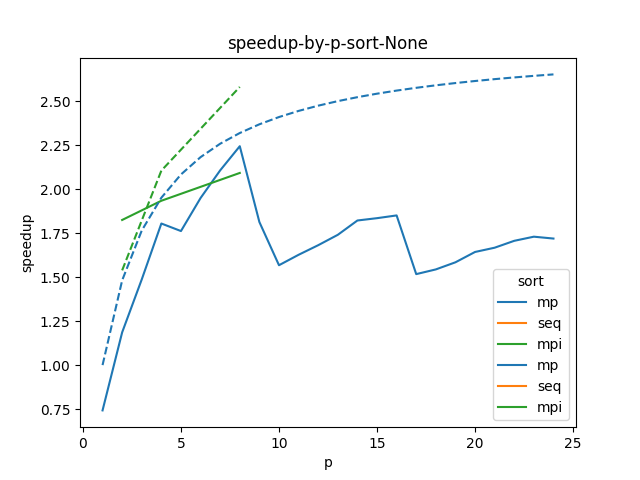 speedup-by-p-sort-None
speedup
2.50
2.25
2.00
1.75
1.50
1.25
1.00
0.75
sort
mp
seq
mpi
mp
seq
mpi
0 5 10 15 20 25
p